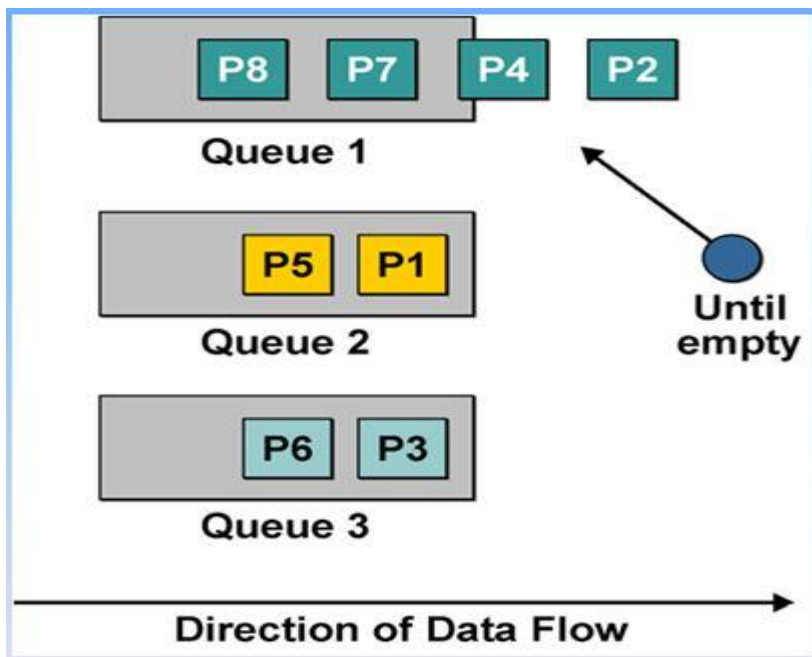 P8 P7 P4 P2
Queue 1
P5 P1
Queue 2
Until
empty
P6 P3
Queue 3
Direction of Data Flow